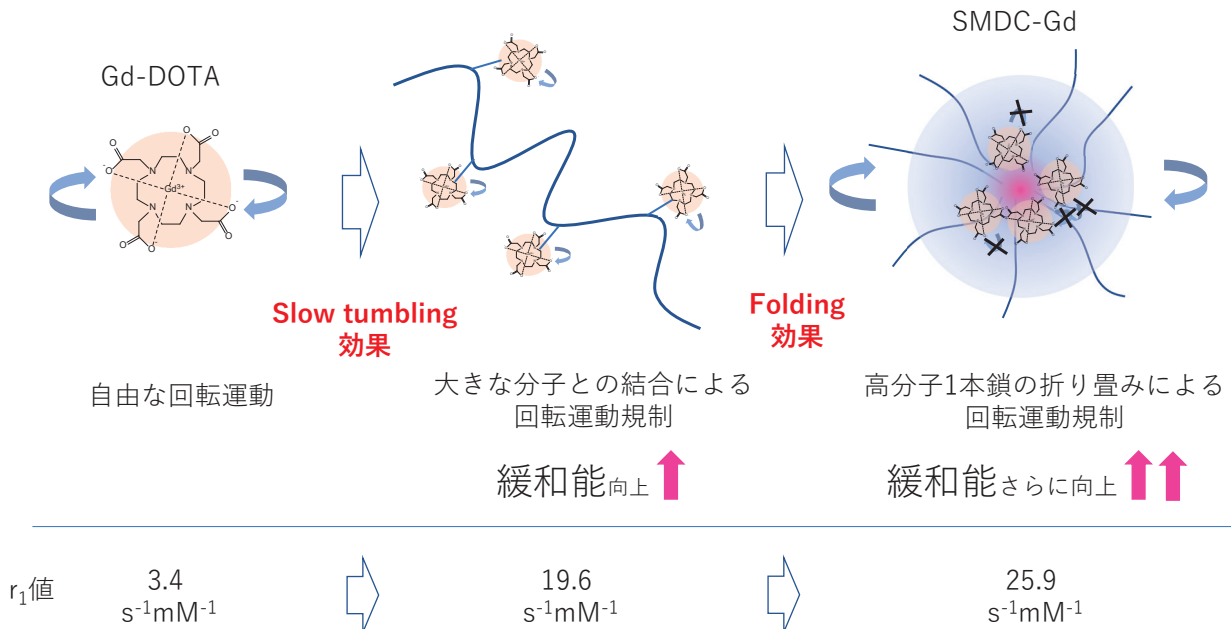 SMDC-Gd
Gd-DOTA
Slow tumbling
効果
Folding
効果
自由な回転運動
大きな分子との結合による
回転運動規制
高分子1本鎖の折り畳みによる
回転運動規制
緩和能向上
緩和能さらに向上
r₁値
3.4
s⁻¹mM⁻¹
19.6
s⁻¹mM⁻¹
25.9
s⁻¹mM⁻¹
O
O
O⁻
O
N
N
Gd³⁺
N
N
O⁻
O
O
O⁻